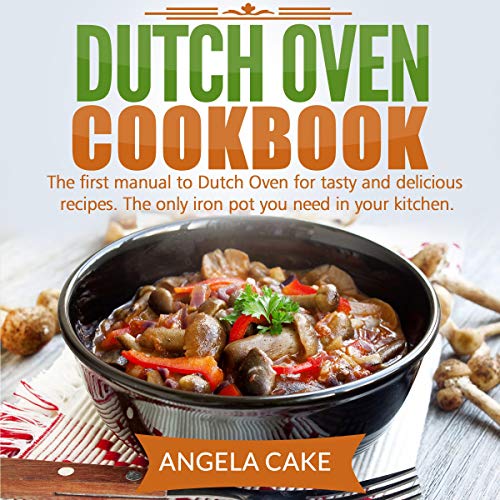 DUTCH OVEN
COOKBOOK
The first manual to Dutch Oven for tasty and delicious
recipes. The only iron pot you need in your kitchen.
ANGELA CAKE